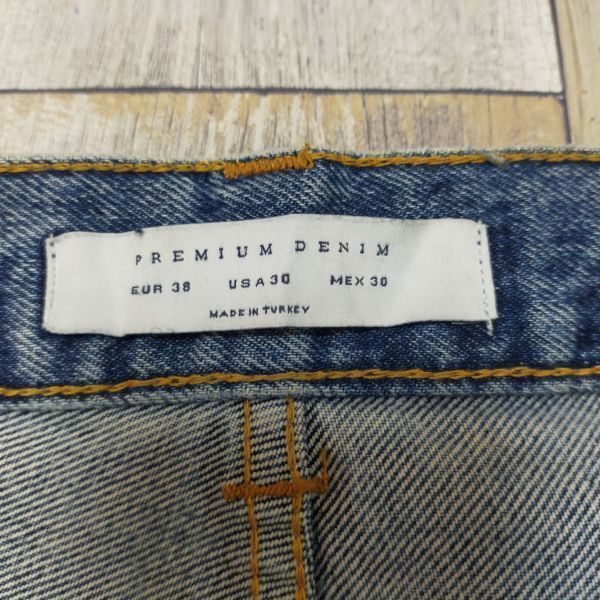 PREMIUM DENIM
EUR 38 USA 30 MEX 30
MADE IN TURKEY